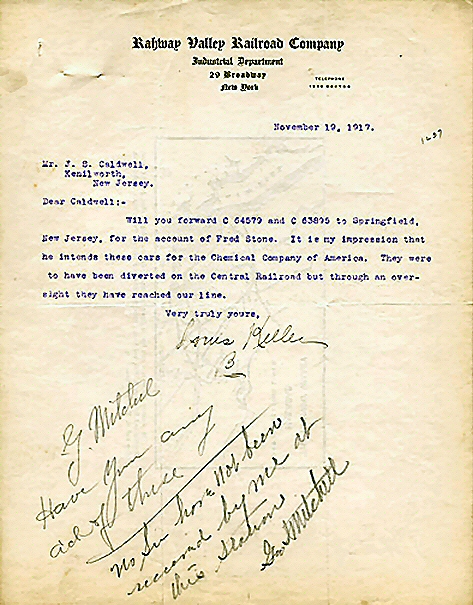 Rahway Valley Railroad Company
Industrial Department
29 Broadway
New York
TELEPHONE
November 19, 1917.
1637
Mr. J. S. Caldwell,
Kenilworth,
New Jersey.
Dear Caldwell:-
Will you forward C 64579 and C 63895 to Springfield,
New Jersey, for the account of Fred Stone. It is my impression that
he intends these cars for the Chemical Company of America. They were
to have been diverted on the Central Railroad but through an over-
sight they have reached our line.
Very truly yours,
Louis Keller
B
G. Mitchell
Have you any
acct of these
No Sir have not been
received by me at
this station
Geo Mitchell